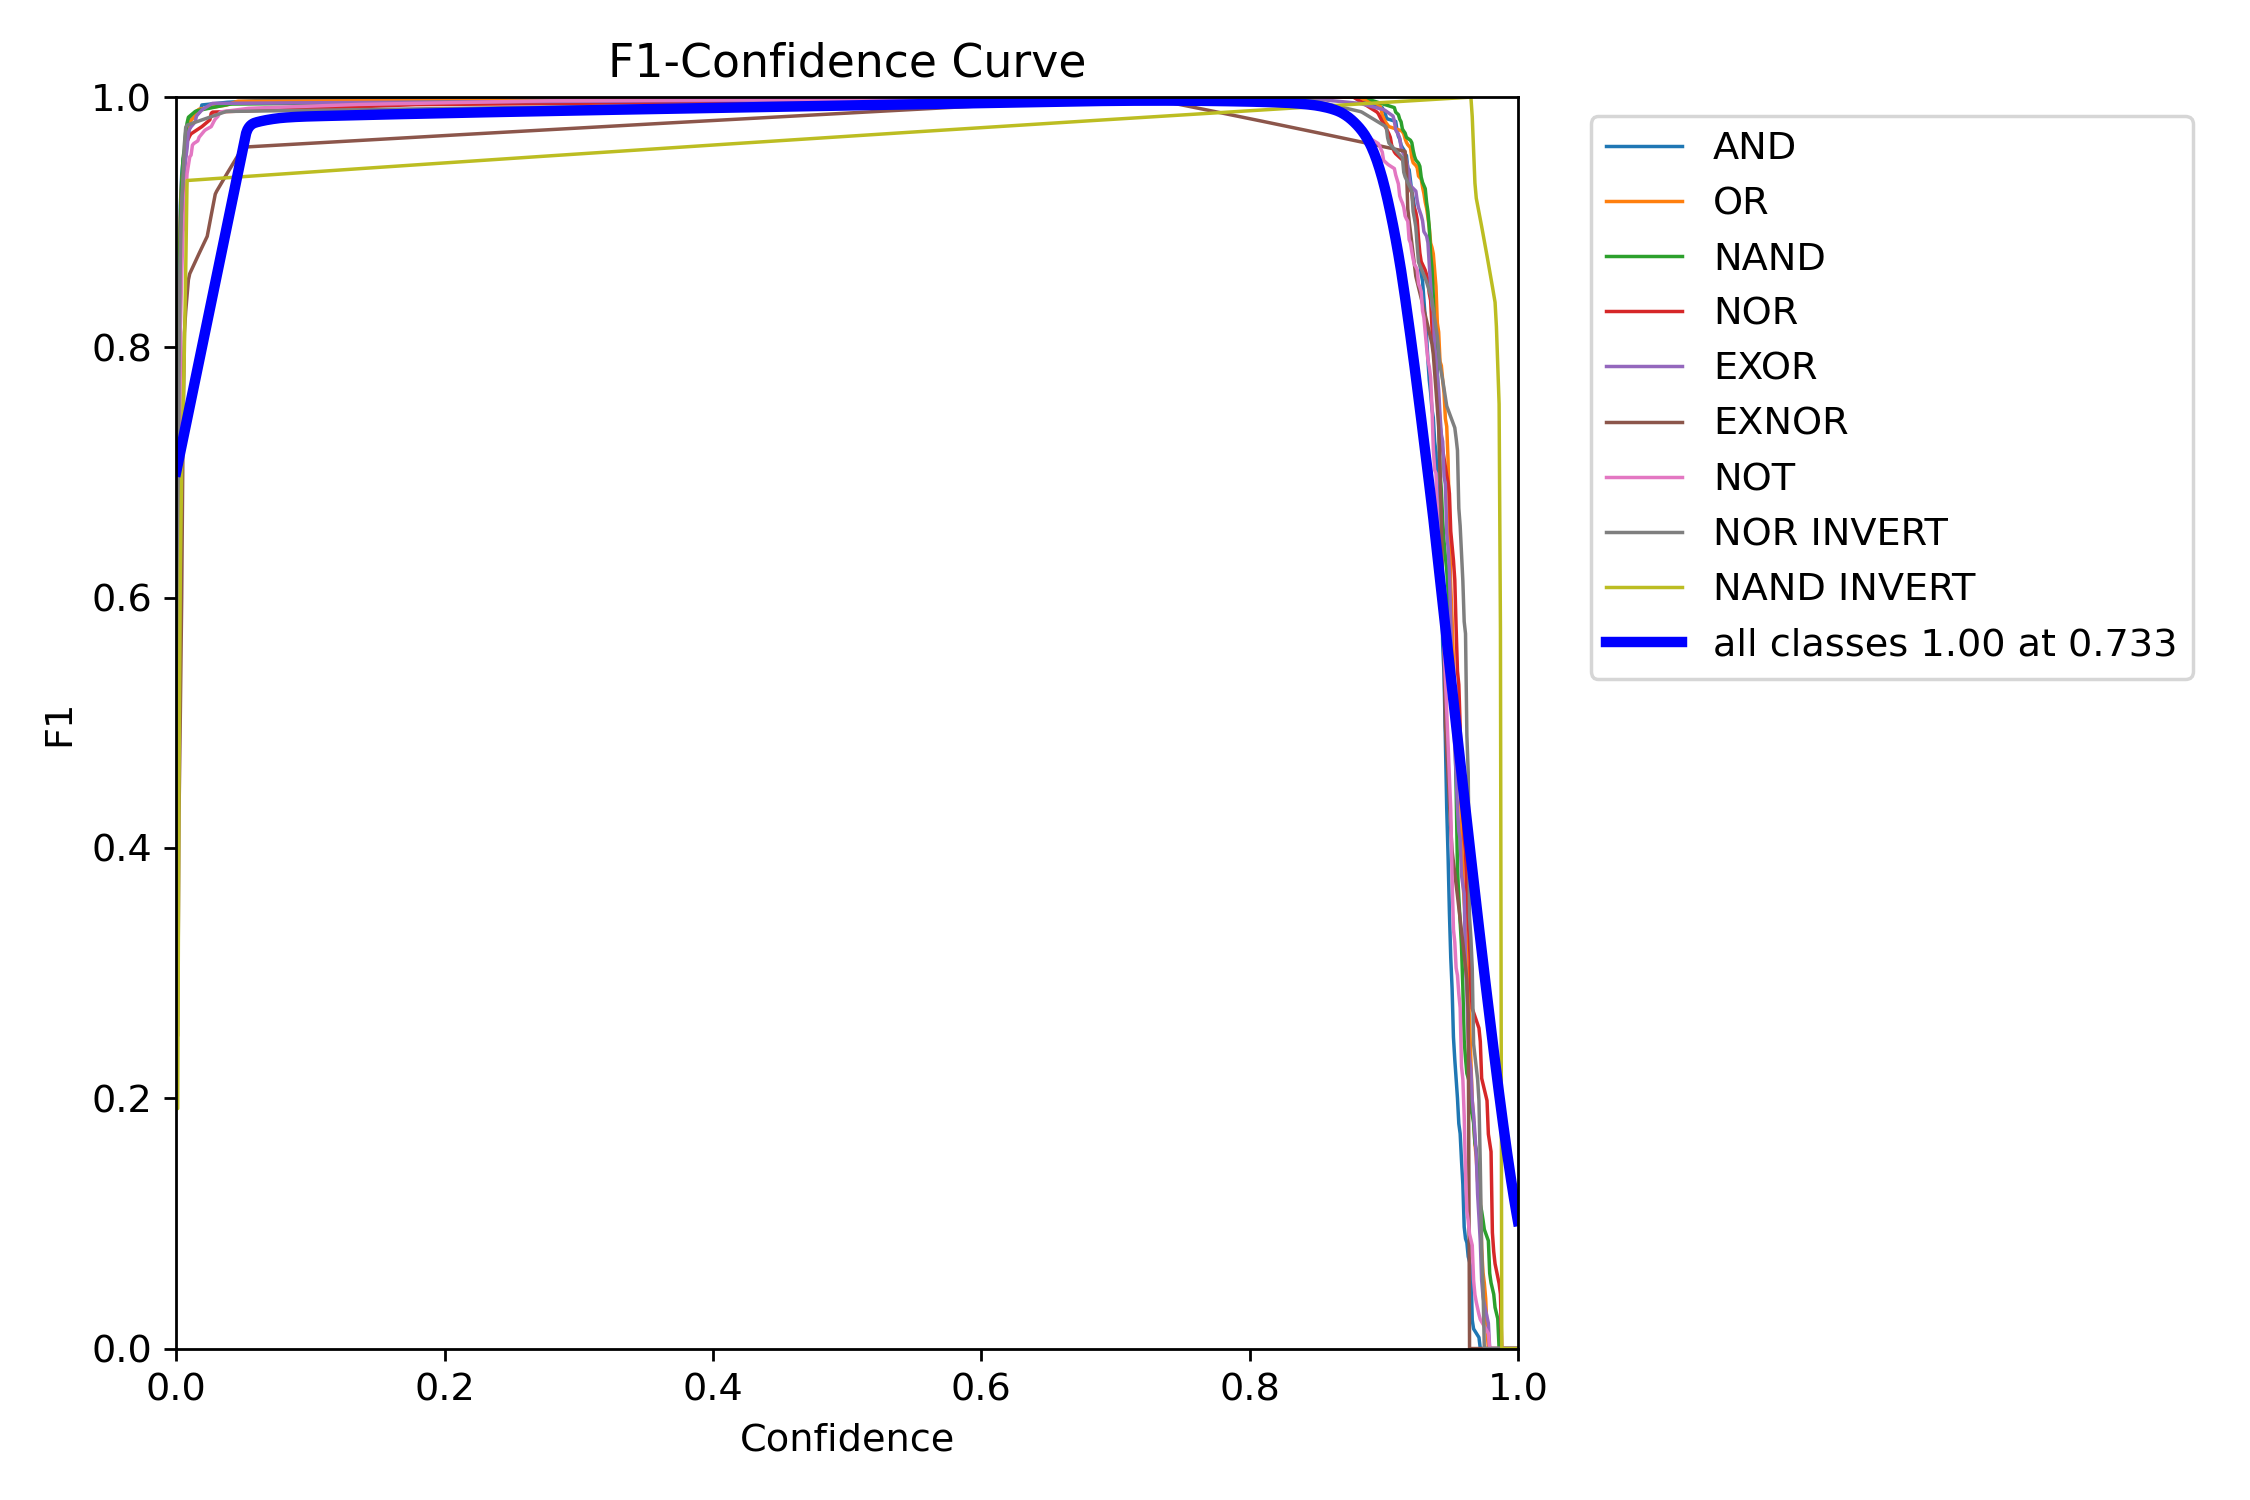 F1-Confidence Curve
1.0
0.8
0.6
0.4
0.2
0.0
F1
0.0 0.2 0.4 0.6 0.8 1.0
Confidence
AND
OR
NAND
NOR
EXOR
EXNOR
NOT
NOR INVERT
NAND INVERT
all classes 1.00 at 0.733